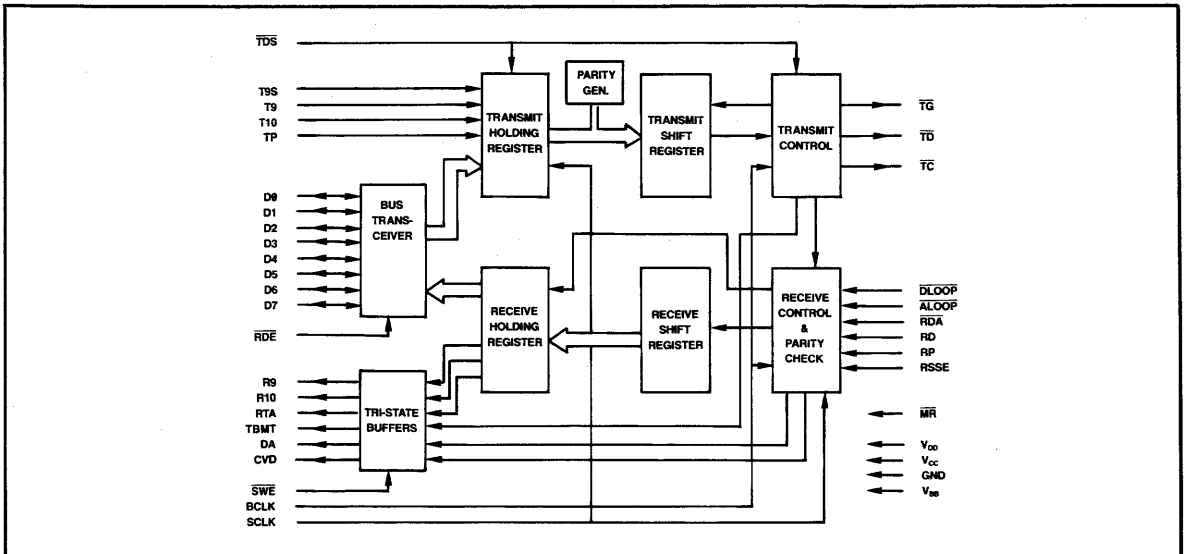 TDS
T9S
T9
T10
TP
D0
D1
D2
D3
D4
D5
D6
D7
RDE
R9
R10
RTA
TBMT
DA
CVD
SWE
BCLK
SCLK
BUS
TRANS-
CEIVER
TRI-STATE
BUFFERS
TRANSMIT
HOLDING
REGISTER
PARITY
GEN.
TRANSMIT
SHIFT
REGISTER
TRANSMIT
CONTROL
RECEIVE
HOLDING
REGISTER
RECEIVE
SHIFT
REGISTER
RECEIVE
CONTROL
&
PARITY
CHECK
TG
TD
TC
DLOOP
ALOOP
RDA
RD
RP
RSSE
MR
VDD
VCC
GND
VBB